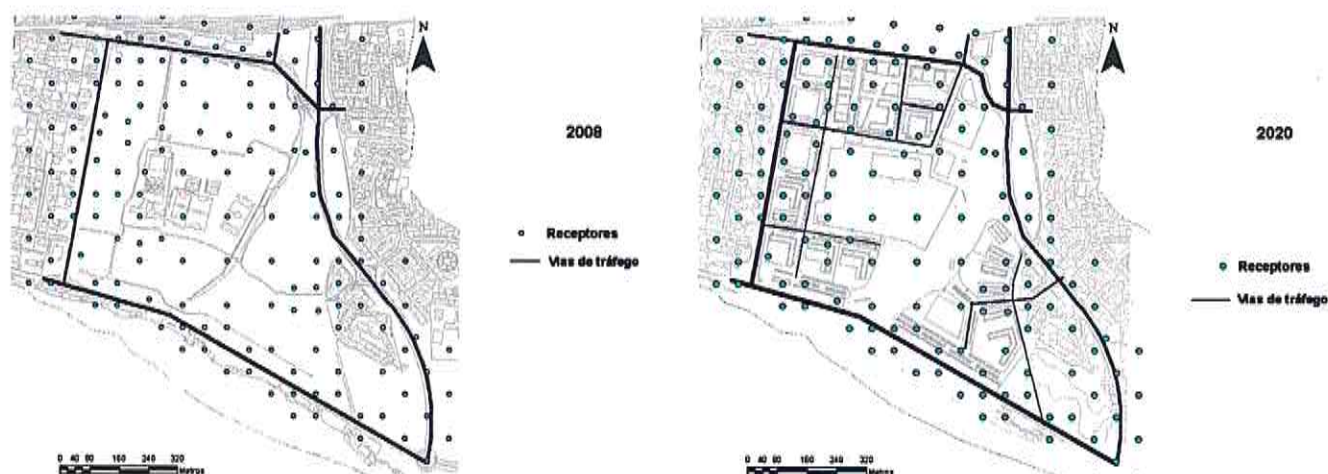 N
2008
Receptores
Vias de tráfego
0 40 80 160 240 320
Metros
N
2020
Receptores
Vias de tráfego
0 40 80 160 240 320
Metros